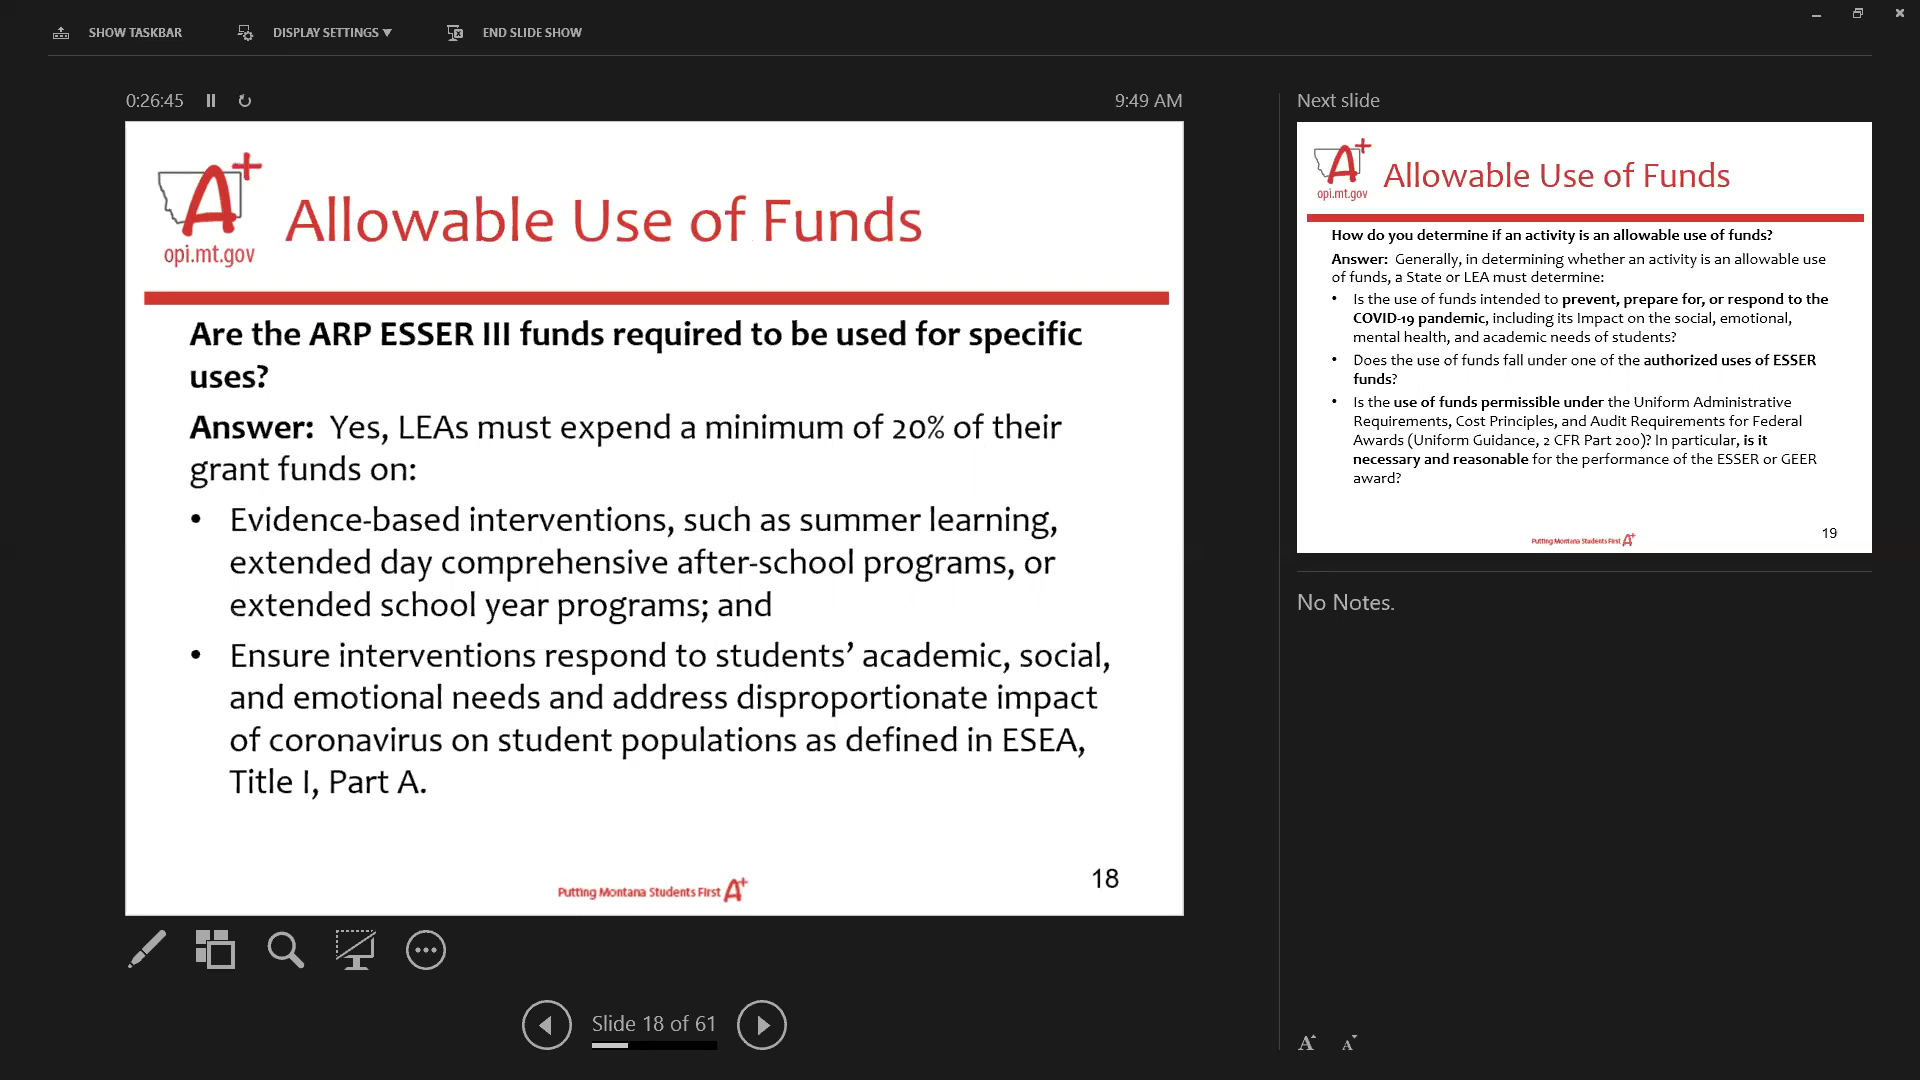 SHOW TASKBAR
DISPLAY SETTINGS
END SLIDE SHOW
0:26:45
9:49 AM
A+
opi.mt.gov
Allowable Use of Funds
Are the ARP ESSER III funds required to be used for specific
uses?
Answer: Yes, LEAs must expend a minimum of 20% of their
grant funds on:
• Evidence-based interventions, such as summer learning,
extended day comprehensive after-school programs, or
extended school year programs; and
• Ensure interventions respond to students’ academic, social,
and emotional needs and address disproportionate impact
of coronavirus on student populations as defined in ESEA,
Title I, Part A.
Putting Montana Students First A+
18
Slide 18 of 61
Next slide
A+
opi.mt.gov
Allowable Use of Funds
How do you determine if an activity is an allowable use of funds?
Answer: Generally, in determining whether an activity is an allowable use
of funds, a State or LEA must determine:
• Is the use of funds intended to prevent, prepare for, or respond to the
COVID-19 pandemic, including its Impact on the social, emotional,
mental health, and academic needs of students?
• Does the use of funds fall under one of the authorized uses of ESSER
funds?
• Is the use of funds permissible under the Uniform Administrative
Requirements, Cost Principles, and Audit Requirements for Federal
Awards (Uniform Guidance, 2 CFR Part 200)? In particular, is it
necessary and reasonable for the performance of the ESSER or GEER
award?
Putting Montana Students First A+
19
No Notes.
A A